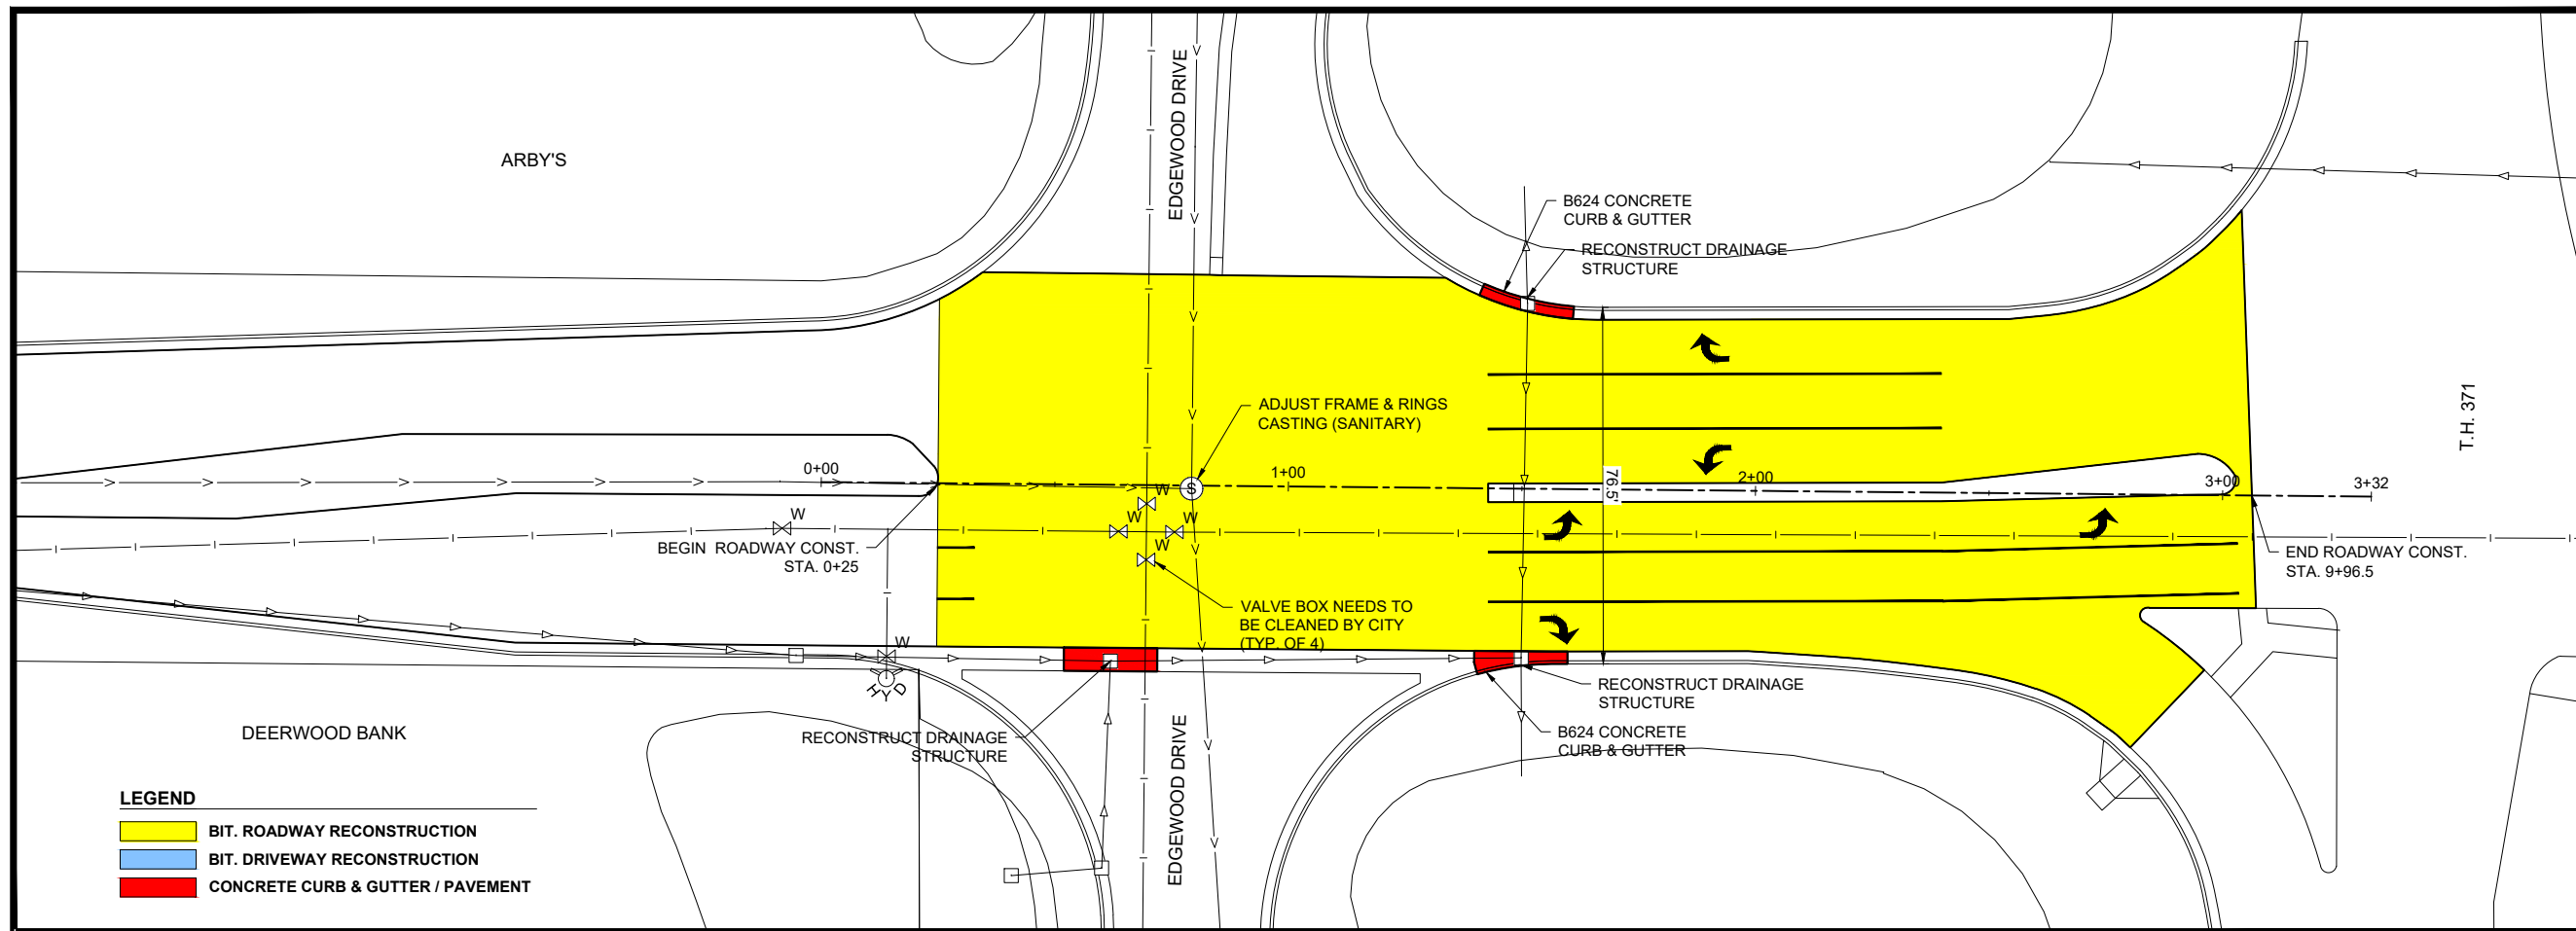 ARBY'S
EDGEWOOD DRIVE
B624 CONCRETE
CURB & GUTTER
RECONSTRUCT DRAINAGE
STRUCTURE
ADJUST FRAME & RINGS
CASTING (SANITARY)
T.H. 371
0+00
1+00
2+00
3+00
3+32
S
76.5'
W
W
W
W
W
BEGIN ROADWAY CONST.
STA. 0+25
END ROADWAY CONST.
STA. 9+96.5
VALVE BOX NEEDS TO
BE CLEANED BY CITY
(TYP. OF 4)
W
HYD
RECONSTRUCT DRAINAGE
STRUCTURE
B624 CONCRETE
CURB & GUTTER
RECONSTRUCT DRAINAGE
STRUCTURE
EDGEWOOD DRIVE
DEERWOOD BANK
LEGEND
BIT. ROADWAY RECONSTRUCTION
BIT. DRIVEWAY RECONSTRUCTION
CONCRETE CURB & GUTTER / PAVEMENT